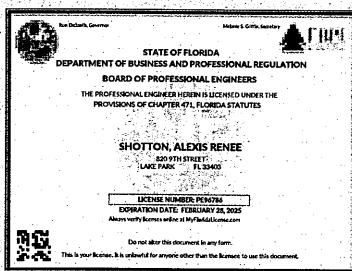 Ron DeSantis, Governor
Melanie S. Griffin, Secretary
STATE OF FLORIDA
DEPARTMENT OF BUSINESS AND PROFESSIONAL REGULATION
BOARD OF PROFESSIONAL ENGINEERS
THE PROFESSIONAL ENGINEER HEREIN IS LICENSED UNDER THE
PROVISIONS OF CHAPTER 471, FLORIDA STATUTES
SHOTTON, ALEXIS RENEE
820 9TH STREET
LAKE PARK FL 33403
LICENSE NUMBER: PE96786
EXPIRATION DATE: FEBRUARY 28, 2025
Always verify licenses online at MyFloridaLicense.com
Do not alter this document in any form.
This is your license. It is unlawful for anyone other than the licensee to use this document.